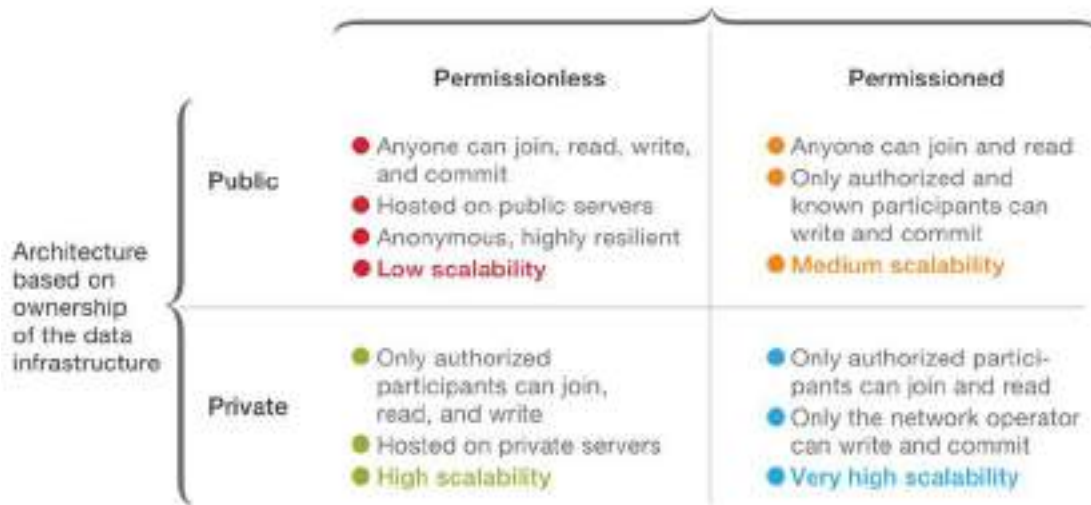 Permissionless
Permissioned
Architecture
based on
ownership
of the data
infrastructure
Public
Anyone can join, read, write,
and commit
Hosted on public servers
Anonymous, highly resilient
Low scalability
Anyone can join and read
Only authorized and
known participants can
write and commit
Medium scalability
Private
Only authorized
participants can join,
read, and write
Hosted on private servers
High scalability
Only authorized partici-
pants can join and read
Only the network operator
can write and commit
Very high scalability